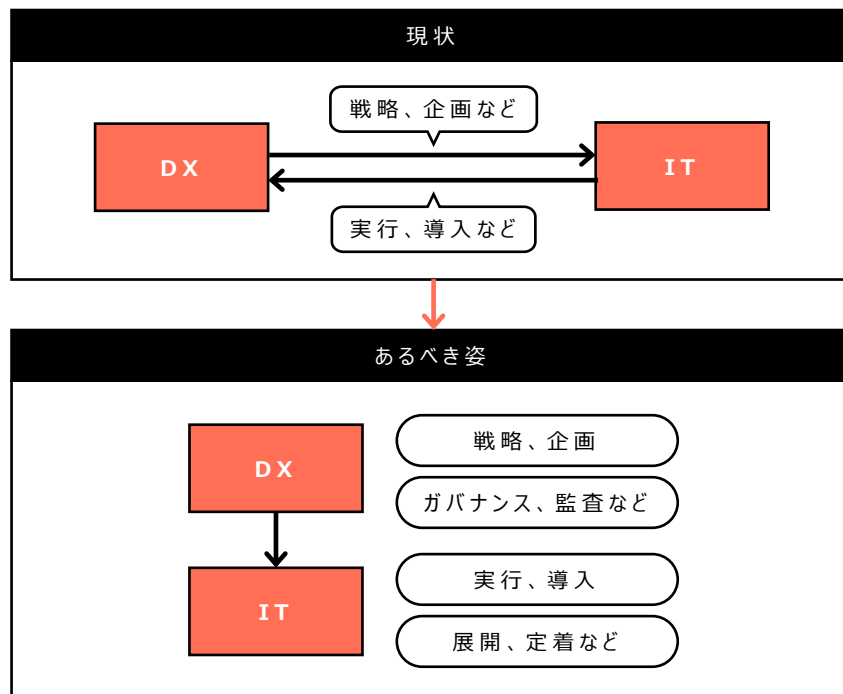 現状
戦略、企画など
DX
IT
実行、導入など
あるべき姿
DX
戦略、企画
ガバナンス、監査など
IT
実行、導入
展開、定着など